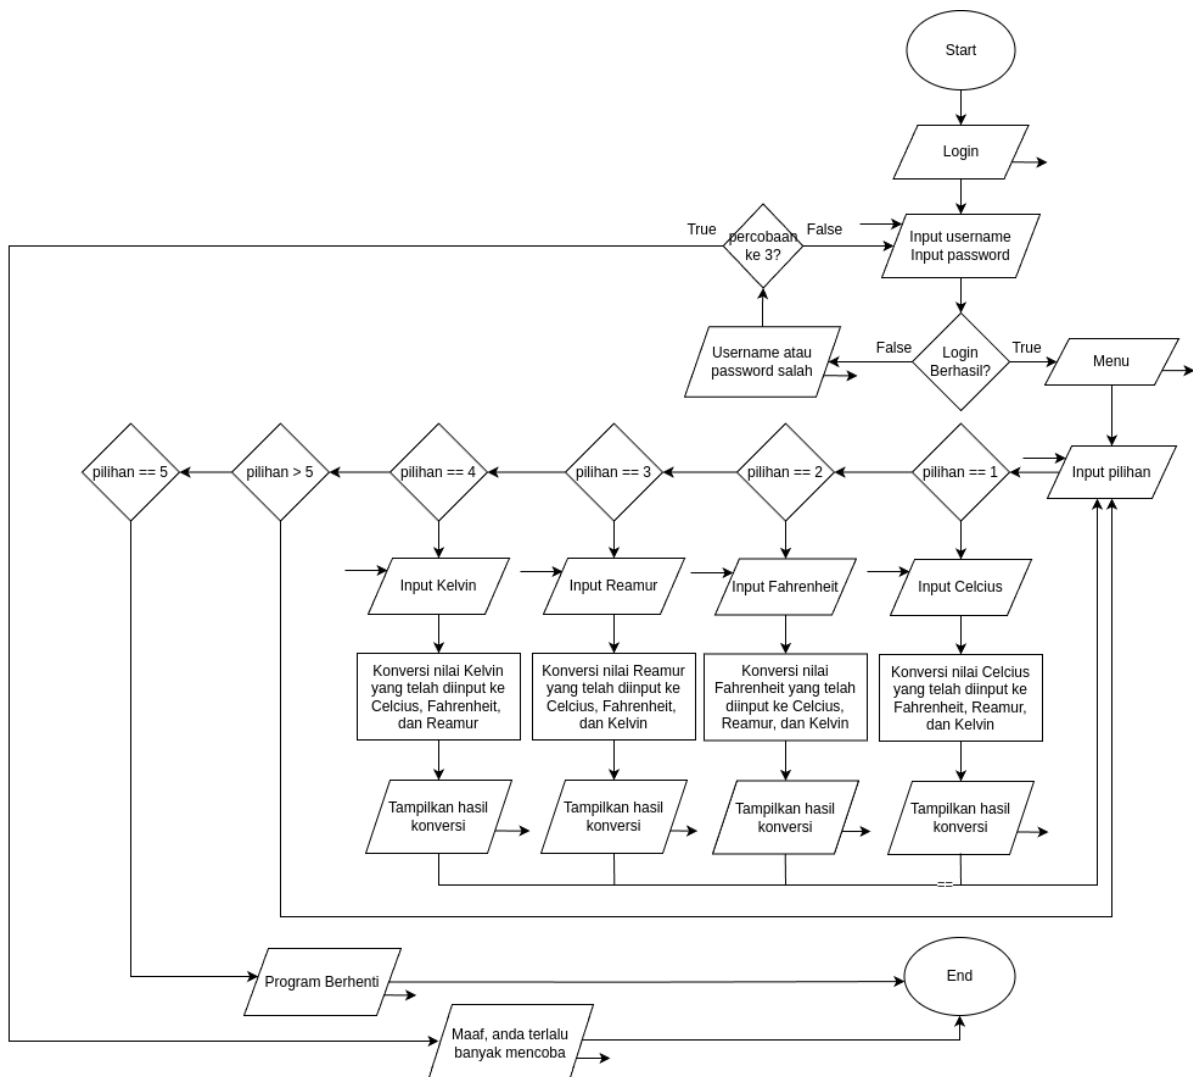 Start
Login
Input username
Input password
True
percobaan
ke 3?
False
Username atau
password salah
False
Login
Berhasil?
True
Menu
pilihan == 5
pilihan > 5
pilihan == 4
pilihan == 3
pilihan == 2
pilihan == 1
Input pilihan
Input Kelvin
Input Reamur
Input Fahrenheit
Input Celcius
Konversi nilai Kelvin
yang telah diinput ke
Celcius, Fahrenheit,
dan Reamur
Konversi nilai Reamur
yang telah diinput ke
Celcius, Fahrenheit,
dan Kelvin
Konversi nilai
Fahrenheit yang telah
diinput ke Celcius,
Reamur, dan Kelvin
Konversi nilai Celcius
yang telah diinput ke
Fahrenheit, Reamur,
dan Kelvin
Tampilkan hasil
konversi
Tampilkan hasil
konversi
Tampilkan hasil
konversi
Tampilkan hasil
konversi
==
Program Berhenti
End
Maaf, anda terlalu
banyak mencoba